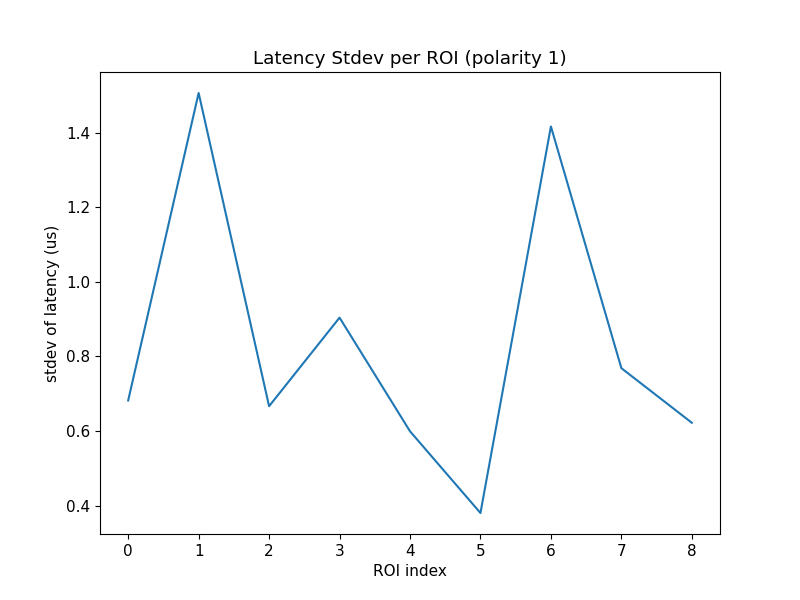 Latency Stdev per ROI (polarity 1)
stdev of latency (us)
1.4
1.2
1.0
0.8
0.6
0.4
0 1 2 3 4 5 6 7 8
ROI index